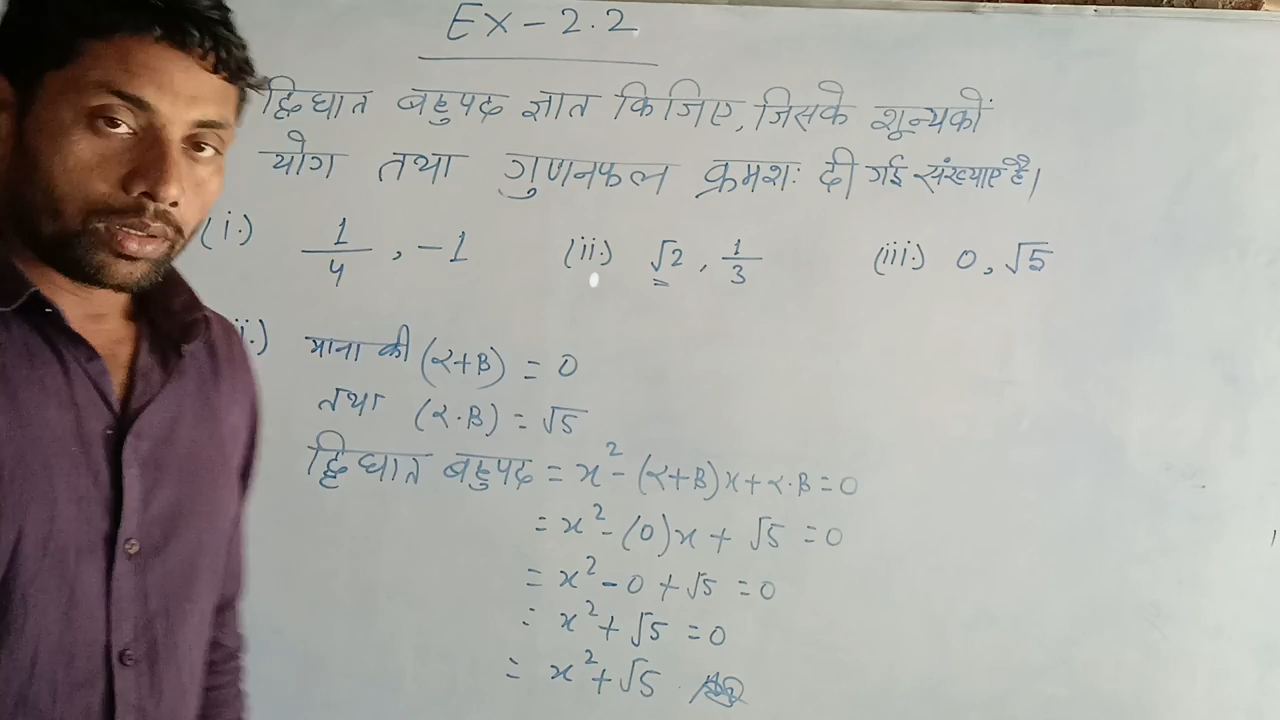 EX-2.2
द्विघात बहुपद ज्ञात किजिए, जिसके शून्यकों
योग तथा गुणनफल क्रमशः दी गई संख्याएँ है।
(i.) 1/4 , -1 (ii.) √2 , 1/3 (iii.) 0, √5
i.) माना की (α+β) = 0
तथा (α.β) = √5
द्विघात बहुपद = x² - (α+β)x + α.β = 0
= x² - (0)x + √5 = 0
= x² - 0 + √5 = 0
= x² + √5 = 0
= x² + √5